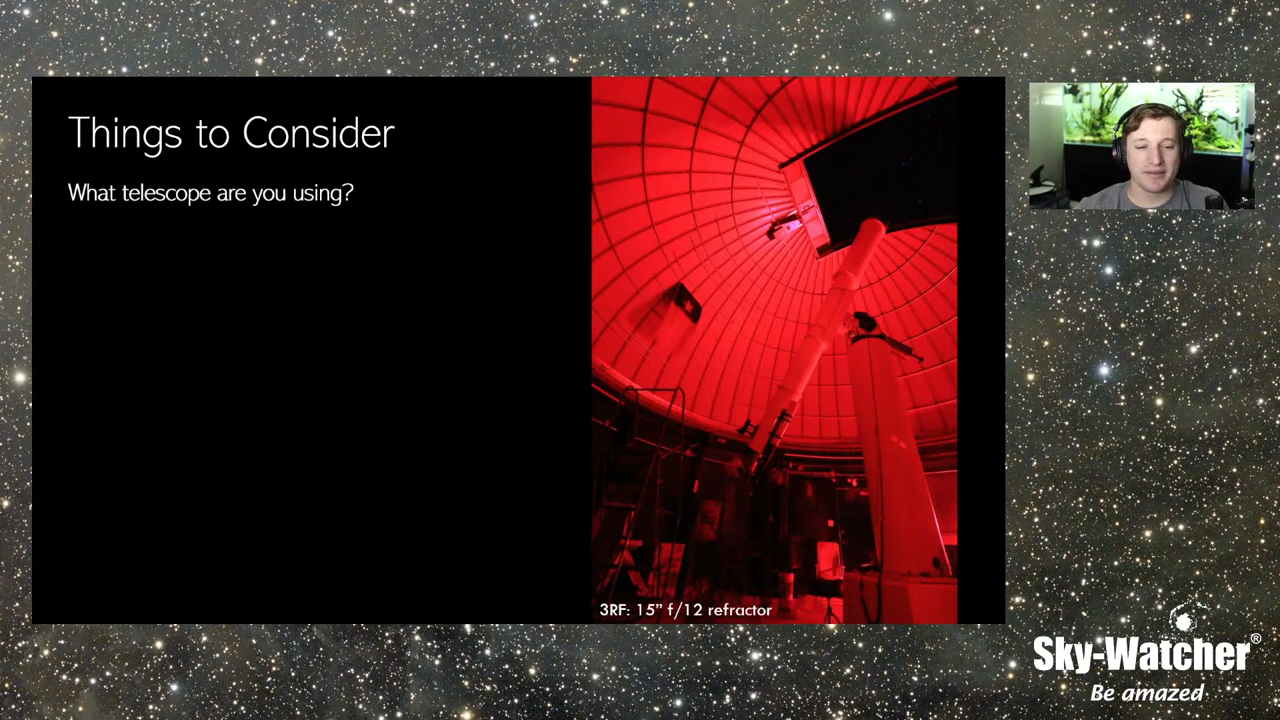 Things to Consider
What telescope are you using?
3RF: 15” f/12 refractor
Sky-Watcher®
Be amazed